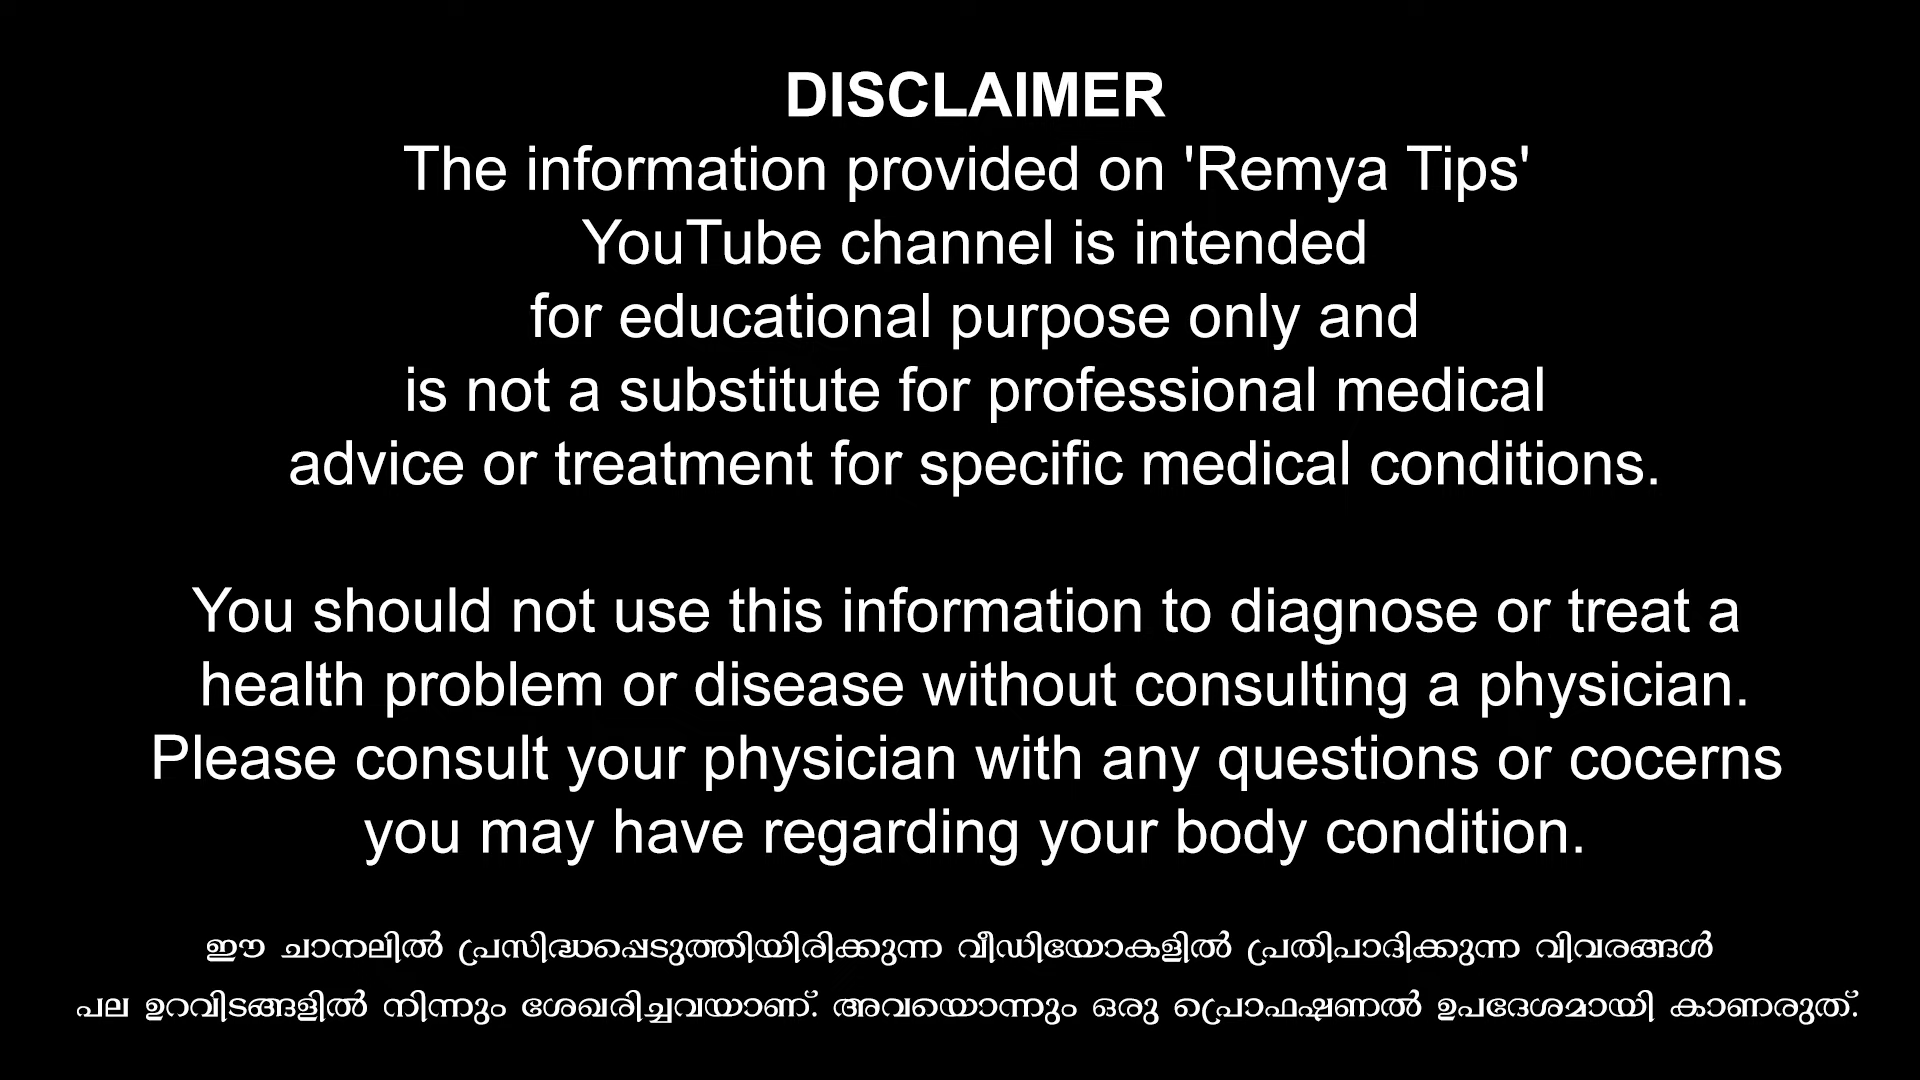 DISCLAIMER
The information provided on 'Remya Tips'
YouTube channel is intended
for educational purpose only and
is not a substitute for professional medical
advice or treatment for specific medical conditions.
You should not use this information to diagnose or treat a
health problem or disease without consulting a physician.
Please consult your physician with any questions or cocerns
you may have regarding your body condition.
ഈ ചാനലിൽ പ്രസിദ്ധപ്പെടുത്തിയിരിക്കുന്ന വീഡിയോകളിൽ പ്രതിപാദിക്കുന്ന വിവരങ്ങൾ
പല ഉറവിടങ്ങളിൽ നിന്നും ശേഖരിച്ചവയാണ്. അവയൊന്നും ഒരു പ്രൊഫഷണൽ ഉപദേശമായി കാണരുത്.